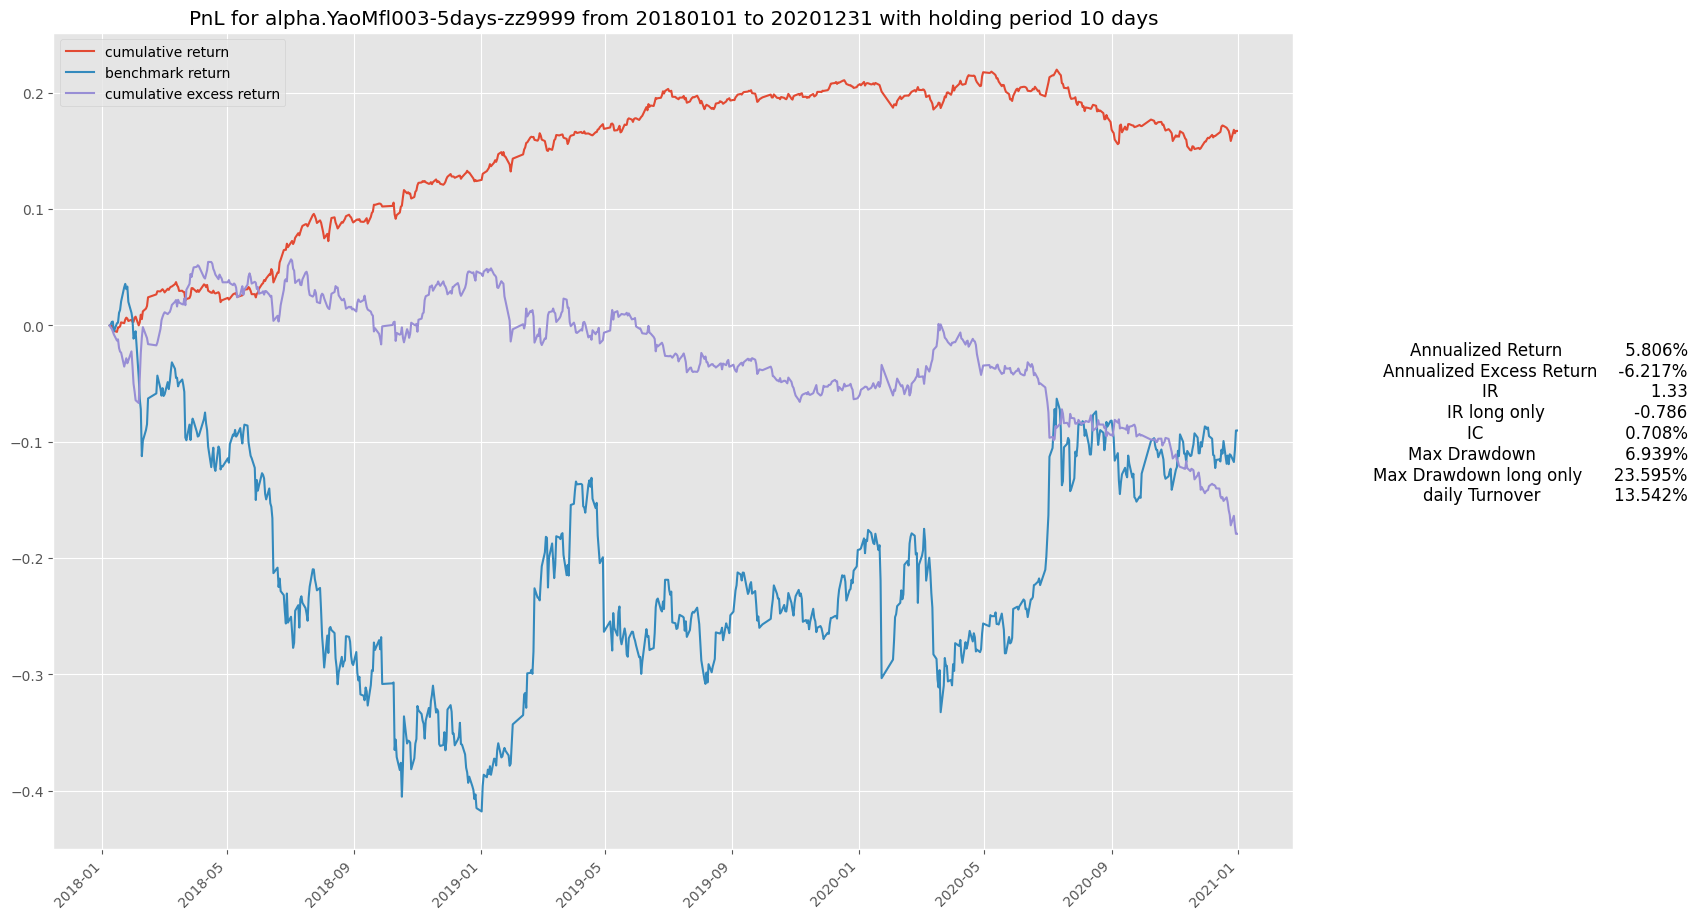 PnL for alpha.YaoMfl003-5days-zz9999 from 20180101 to 20201231 with holding period 10 days
cumulative return
benchmark return
cumulative excess return
0.2
0.1
0.0
−0.1
−0.2
−0.3
−0.4
2018-01
2018-05
2018-09
2019-01
2019-05
2019-09
2020-01
2020-05
2020-09
2021-01
Annualized Return 5.806%
Annualized Excess Return -6.217%
IR 1.33
IR long only -0.786
IC 0.708%
Max Drawdown 6.939%
Max Drawdown long only 23.595%
daily Turnover 13.542%